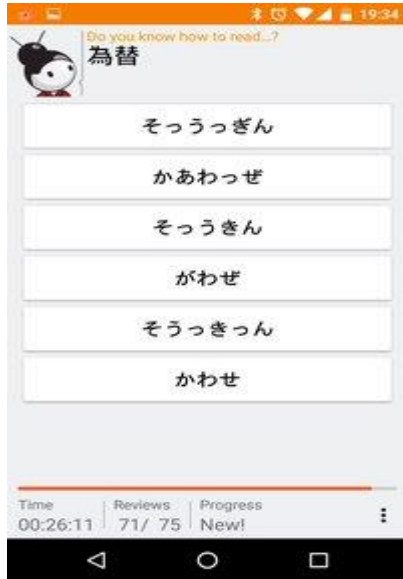 19:34
Do you know how to read...?
為替
そっうっぎん
かあわっぜ
そっうきん
がわぜ
そうっきっん
かわせ
Time Reviews Progress
00:26:11 71/ 75 New!